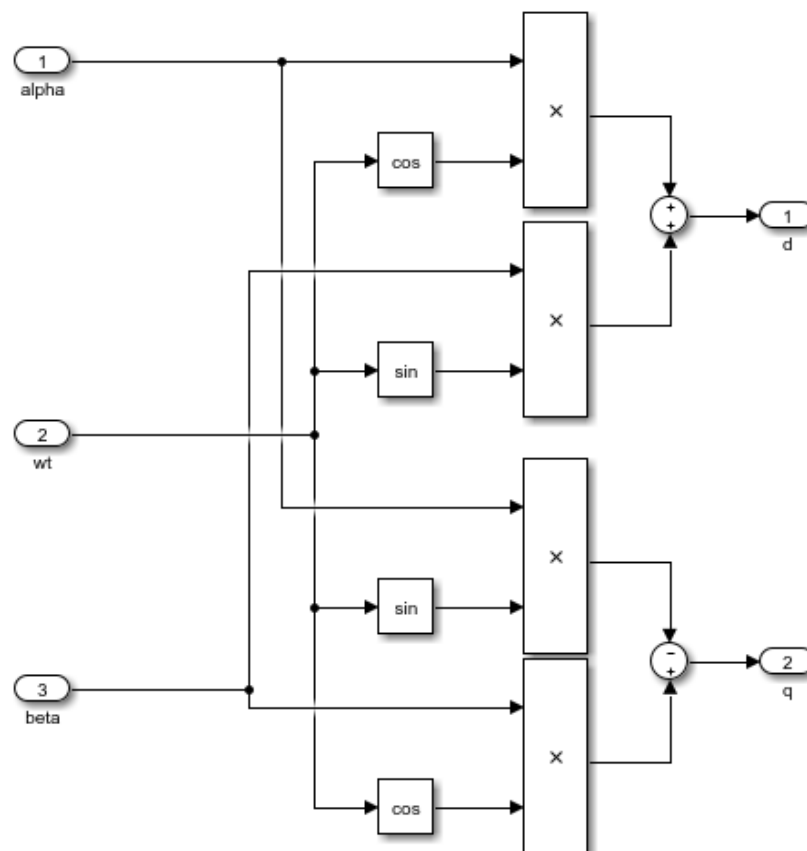 1
alpha
×
cos
+
+
1
d
×
sin
2
wt
×
sin
−
+
2
q
3
beta
×
cos